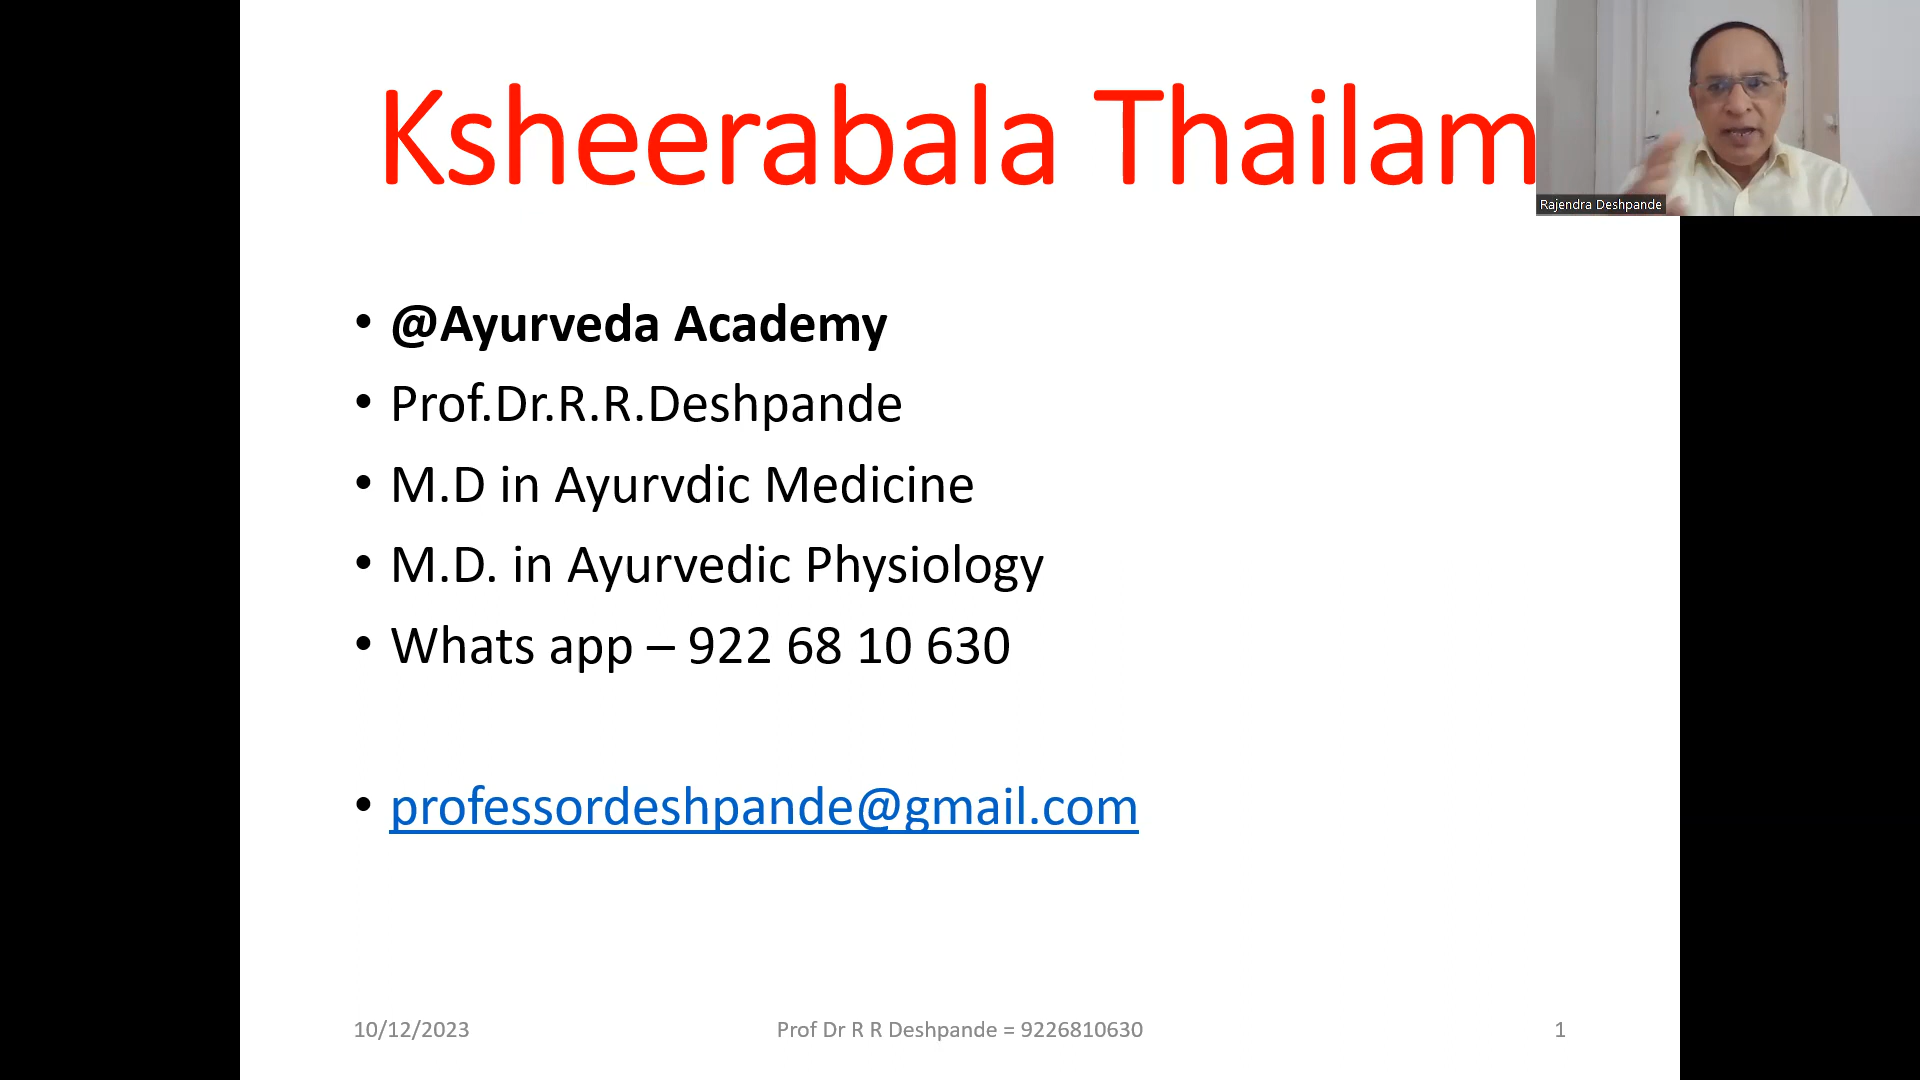 Ksheerabala Thailam
Rajendra Deshpande
• @Ayurveda Academy
• Prof.Dr.R.R.Deshpande
• M.D in Ayurvdic Medicine
• M.D. in Ayurvedic Physiology
• Whats app – 922 68 10 630
• professordeshpande@gmail.com
10/12/2023 Prof Dr R R Deshpande = 9226810630 1